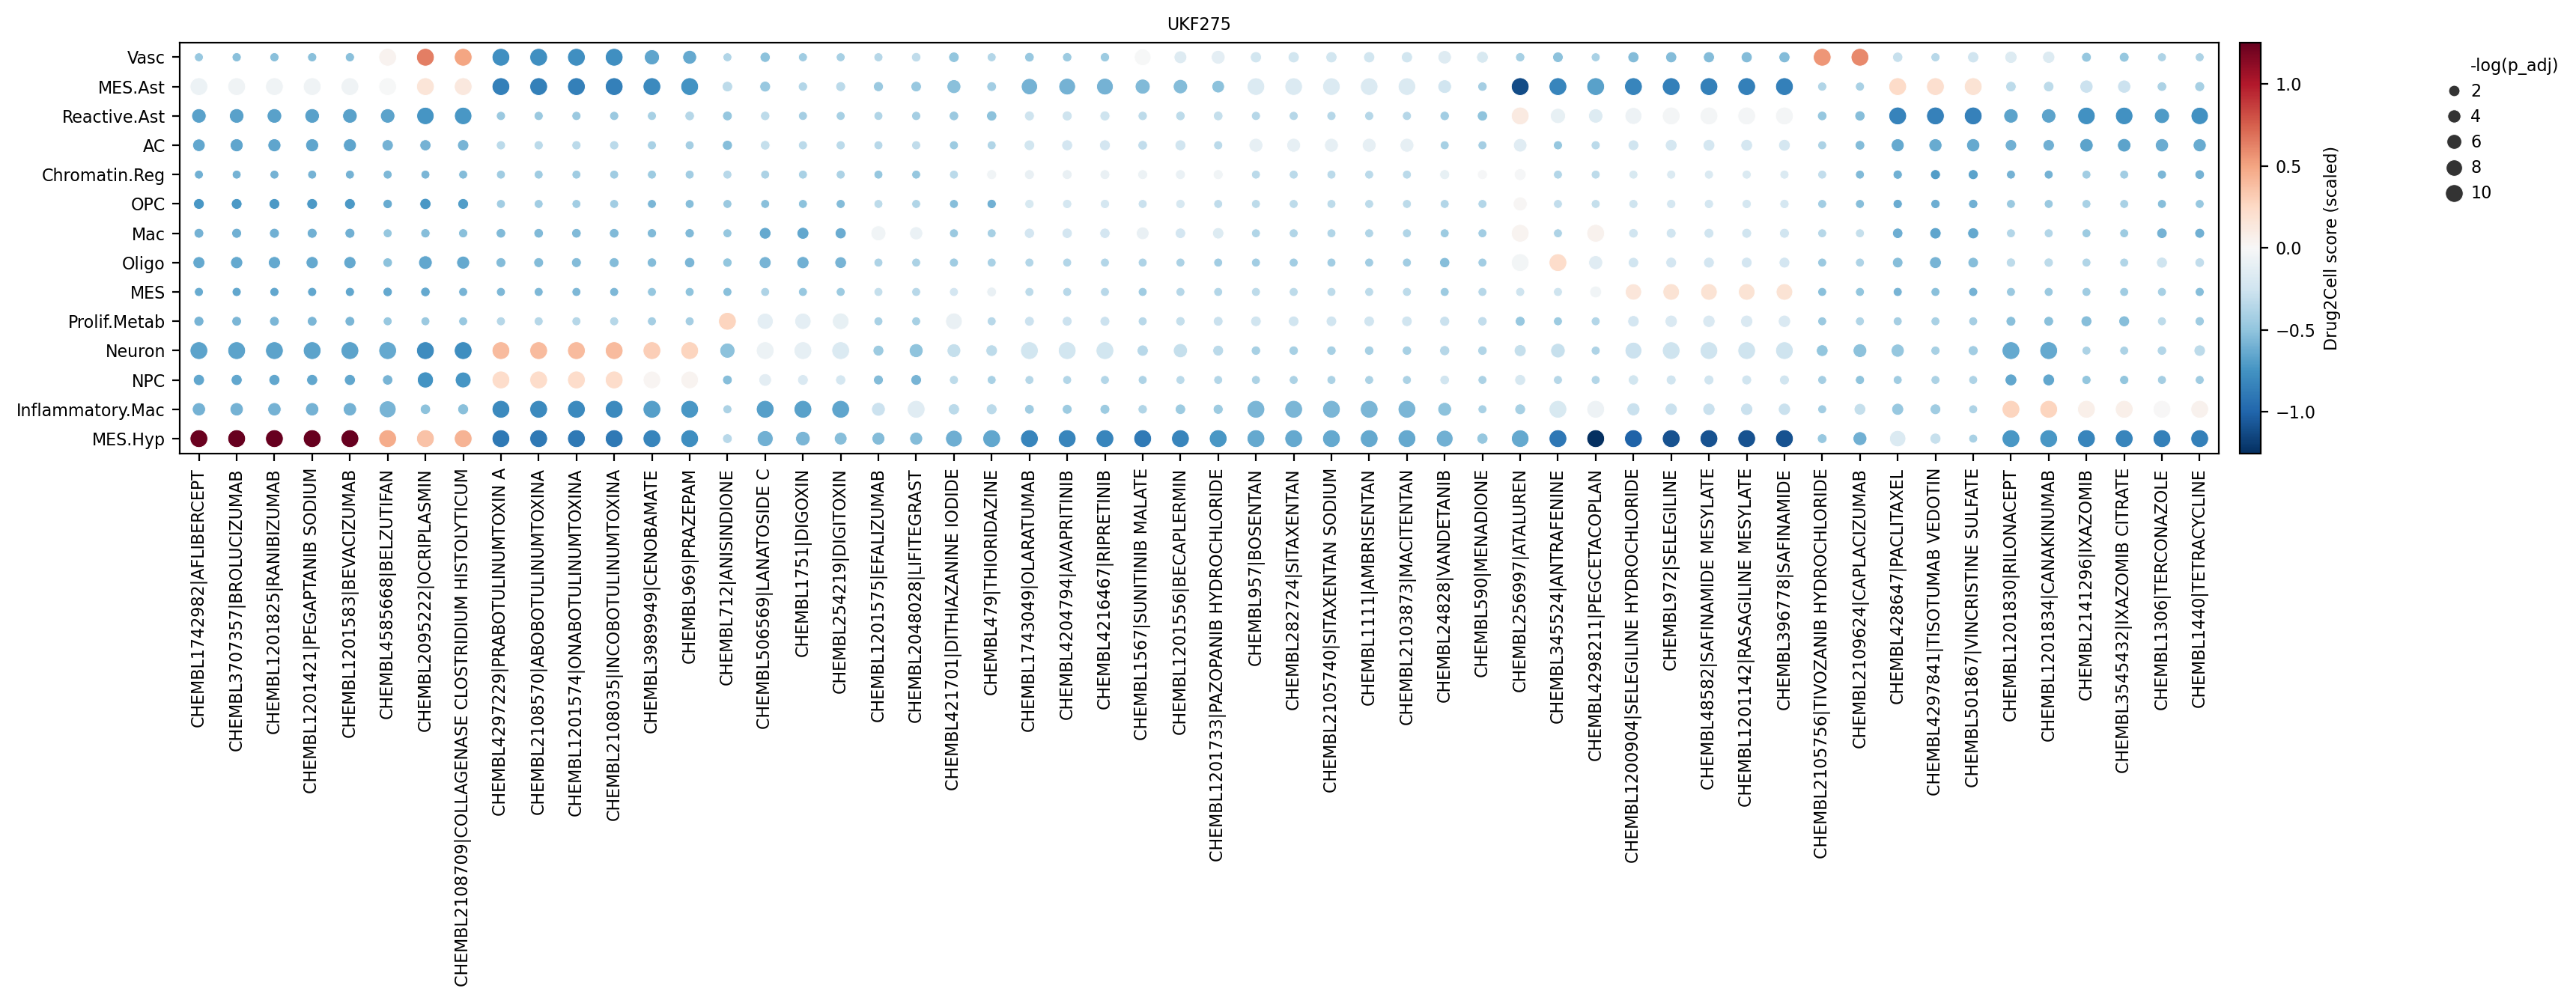 UKF275
Vasc
MES.Ast
Reactive.Ast
AC
Chromatin.Reg
OPC
Mac
Oligo
MES
Prolif.Metab
Neuron
NPC
Inflammatory.Mac
MES.Hyp
CHEMBL1742982|AFLIBERCEPT
CHEMBL3707357|BROLUCIZUMAB
CHEMBL1201825|RANIBIZUMAB
CHEMBL1201421|PEGAPTANIB SODIUM
CHEMBL1201583|BEVACIZUMAB
CHEMBL4585668|BELZUTIFAN
CHEMBL2095222|OCRIPLASMIN
CHEMBL2108709|COLLAGENASE CLOSTRIDIUM HISTOLYTICUM
CHEMBL4297229|PRABOTULINUMTOXIN A
CHEMBL2108570|ABOBOTULINUMTOXINA
CHEMBL1201574|ONABOTULINUMTOXINA
CHEMBL2108035|INCOBOTULINUMTOXINA
CHEMBL3989949|CENOBAMATE
CHEMBL969|PRAZEPAM
CHEMBL712|ANISINDIONE
CHEMBL506569|LANATOSIDE C
CHEMBL1751|DIGOXIN
CHEMBL254219|DIGITOXIN
CHEMBL1201575|EFALIZUMAB
CHEMBL2048028|LIFITEGRAST
CHEMBL421701|DITHIAZANINE IODIDE
CHEMBL479|THIORIDAZINE
CHEMBL1743049|OLARATUMAB
CHEMBL4204794|AVAPRITINIB
CHEMBL4216467|RIPRETINIB
CHEMBL1567|SUNITINIB MALATE
CHEMBL1201556|BECAPLERMIN
CHEMBL1201733|PAZOPANIB HYDROCHLORIDE
CHEMBL957|BOSENTAN
CHEMBL282724|SITAXENTAN
CHEMBL2105740|SITAXENTAN SODIUM
CHEMBL1111|AMBRISENTAN
CHEMBL2103873|MACITENTAN
CHEMBL24828|VANDETANIB
CHEMBL590|MENADIONE
CHEMBL256997|ATALUREN
CHEMBL345524|ANTRAFENINE
CHEMBL4298211|PEGCETACOPLAN
CHEMBL1200904|SELEGILINE HYDROCHLORIDE
CHEMBL972|SELEGILINE
CHEMBL48582|SAFINAMIDE MESYLATE
CHEMBL1201142|RASAGILINE MESYLATE
CHEMBL396778|SAFINAMIDE
CHEMBL2105756|TIVOZANIB HYDROCHLORIDE
CHEMBL2109624|CAPLACIZUMAB
CHEMBL428647|PACLITAXEL
CHEMBL4297841|TISOTUMAB VEDOTIN
CHEMBL501867|VINCRISTINE SULFATE
CHEMBL1201830|RILONACEPT
CHEMBL1201834|CANAKINUMAB
CHEMBL2141296|IXAZOMIB
CHEMBL3545432|IXAZOMIB CITRATE
CHEMBL1306|TERCONAZOLE
CHEMBL1440|TETRACYCLINE
1.0
0.5
0.0
−0.5
−1.0
Drug2Cell score (scaled)
-log(p_adj)
2
4
6
8
10